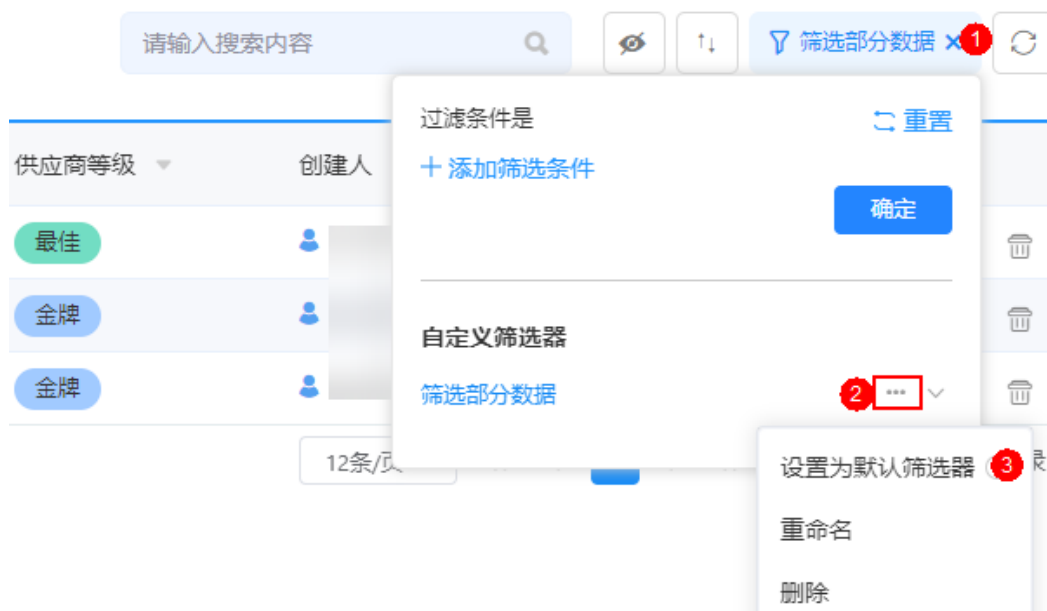 请输入搜索内容
筛选部分数据
1
过滤条件是
重置
添加筛选条件
确定
供应商等级
创建人
最佳
金牌
金牌
自定义筛选器
筛选部分数据
2
12条/页
设置为默认筛选器
3
录
重命名
删除